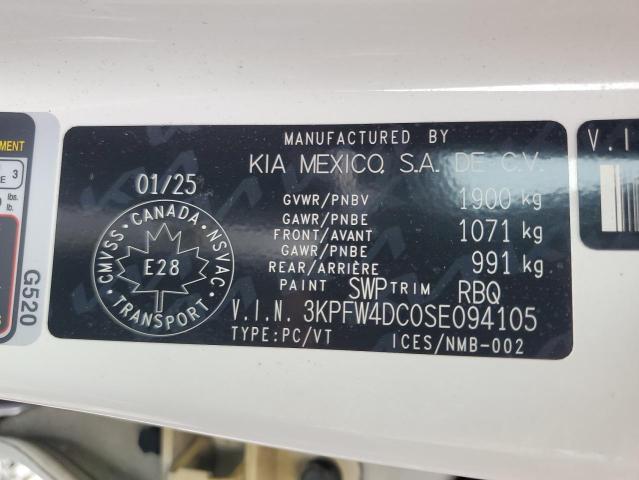 MANUFACTURED BY
KIA MEXICO, S.A. DE C.V.
01/25
GVWR/PNBV 1900 kg
GAWR/PNBE
FRONT/AVANT 1071 kg
GAWR/PNBE
REAR/ARRIÈRE 991 kg
PAINT SWP TRIM RBQ
V.I.N. 3KPFW4DC0SE094105
TYPE:PC/VT ICES/NMB-002
CMVSS · CANADA · NSVAC
E28
TRANSPORT
G520
MENT
3
E
lbs.
lb.
V.I